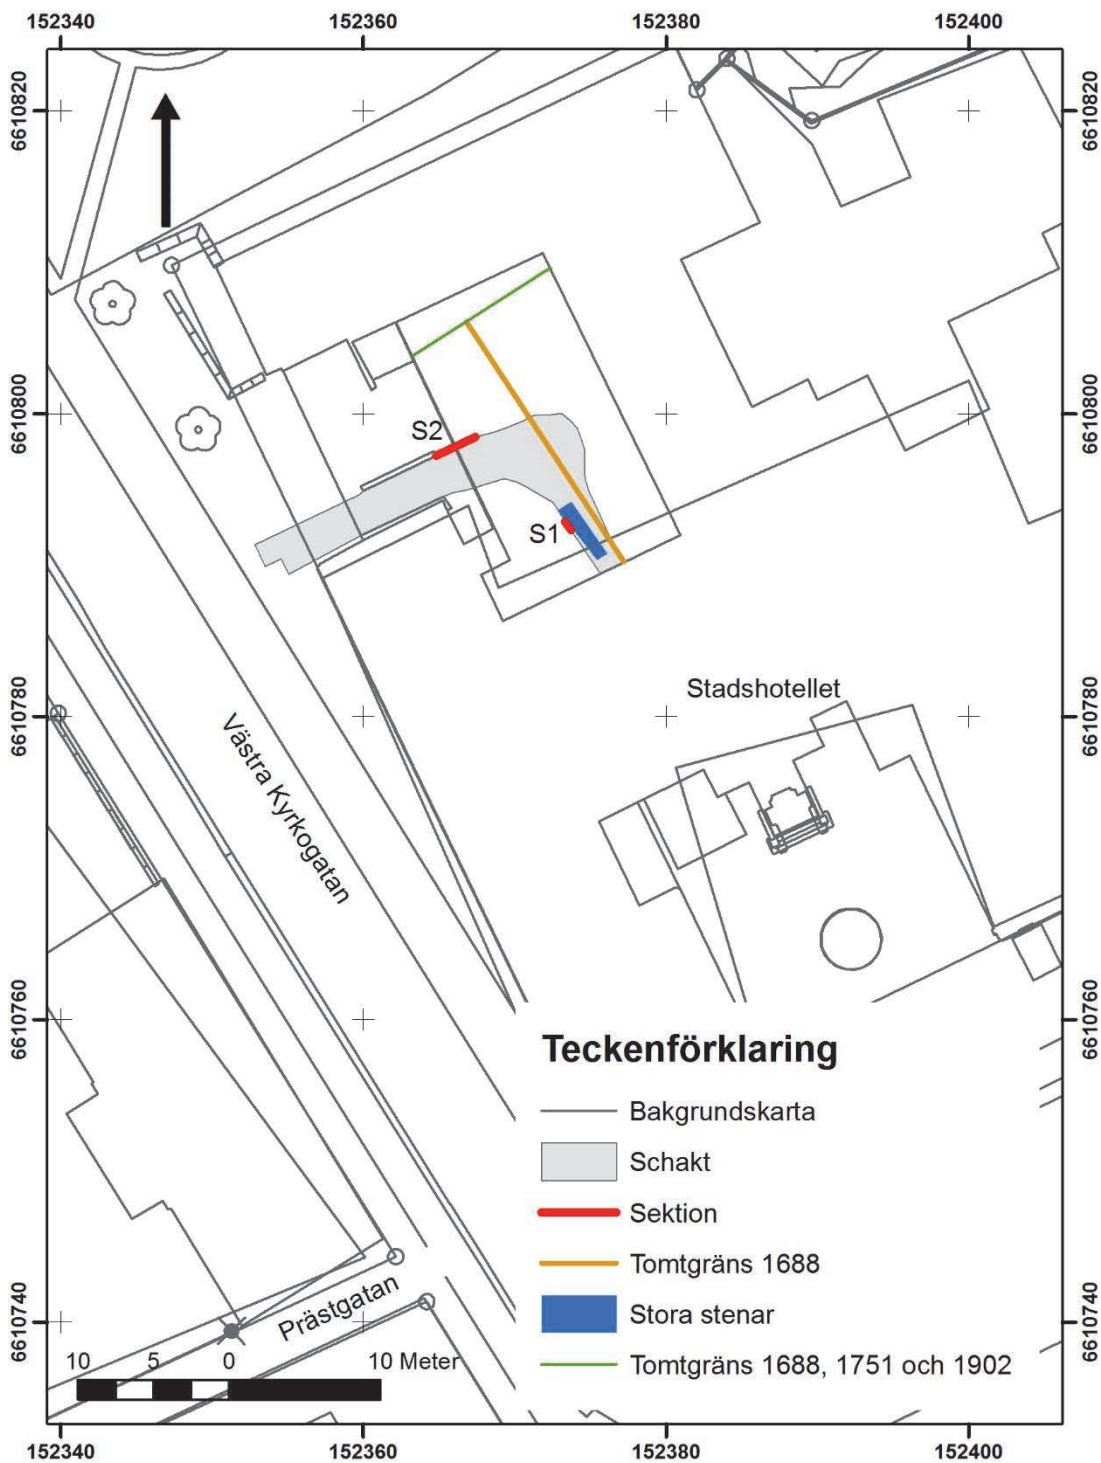 152340 152360 152380 152400
6610820 6610820
6610800 6610800
S2
S1
6610780 6610780
Stadshotellet
Västra Kyrkogatan
6610760 6610760
Teckenförklaring
Bakgrundskarta
Schakt
Sektion
Tomtgräns 1688
Stora stenar
Tomtgräns 1688, 1751 och 1902
Prästgatan
6610740 6610740
10 5 0 10 Meter
152340 152360 152380 152400